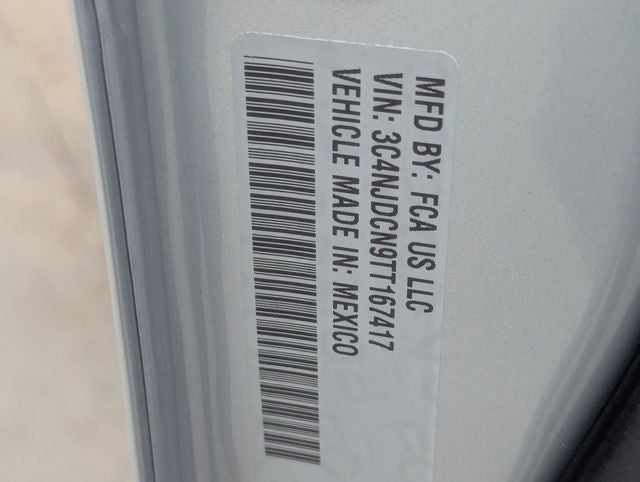 MFD BY: FCA US LLC
VIN: 3C4NJDCN9TT167417
VEHICLE MADE IN: MEXICO